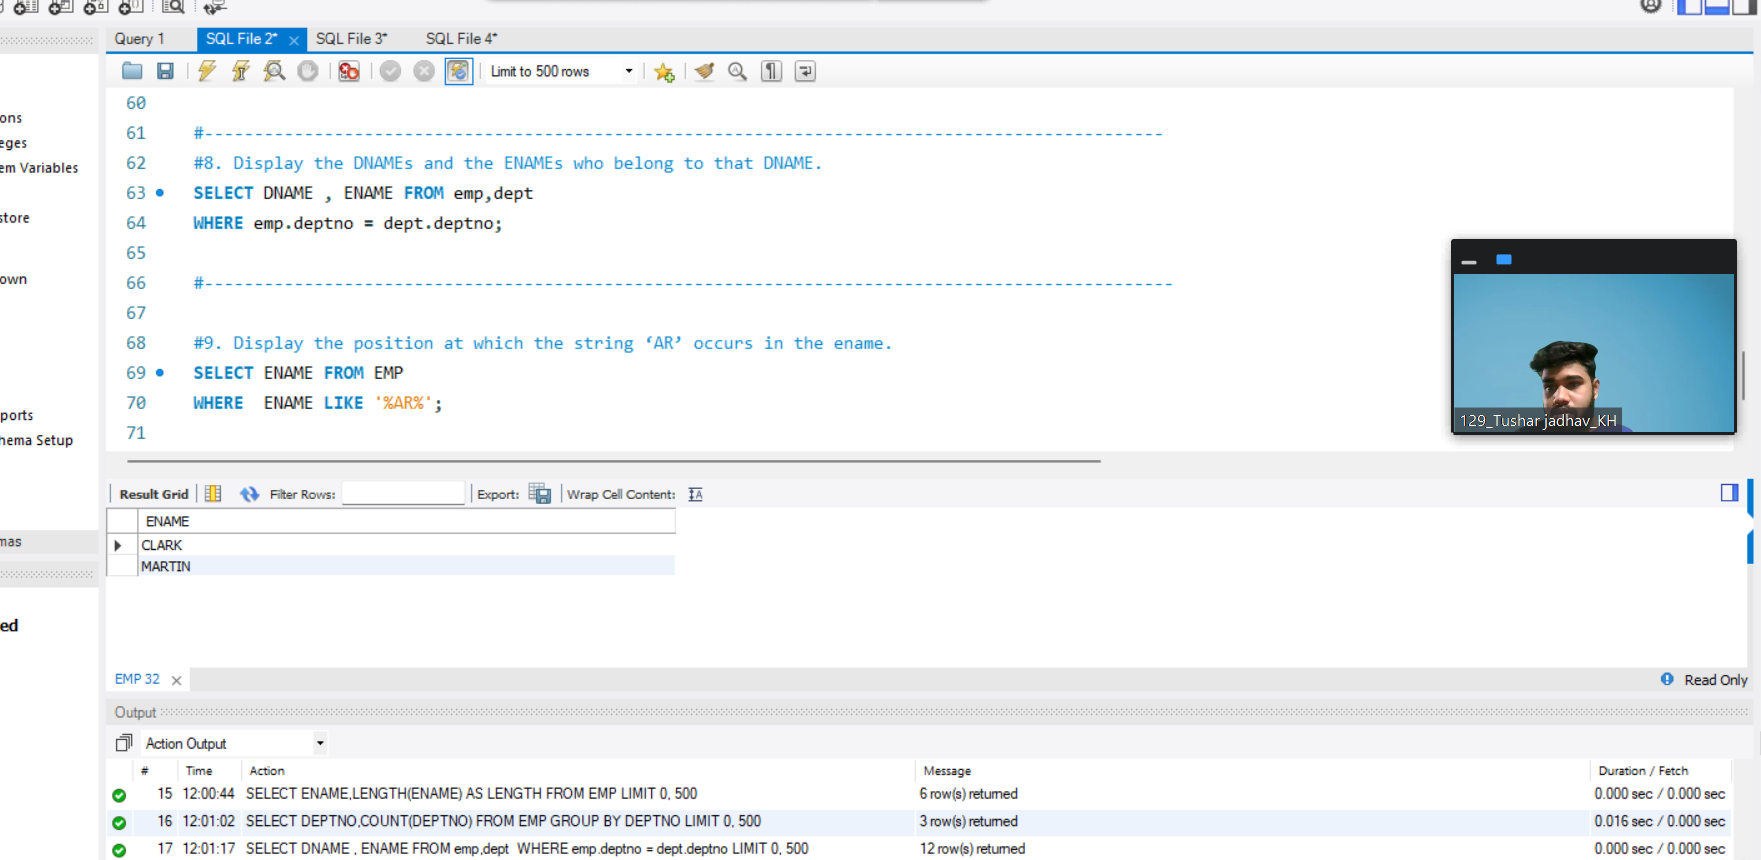 Query 1
SQL File 2*
SQL File 3*
SQL File 4*
Limit to 500 rows
ons
eges
em Variables
store
own
ports
hema Setup
mas
ed
60
61 #------------------------------------------------------------------------------------------------
62 #8. Display the DNAMEs and the ENAMEs who belong to that DNAME.
63 SELECT DNAME , ENAME FROM emp,dept
64 WHERE emp.deptno = dept.deptno;
65
66 #-------------------------------------------------------------------------------------------------
67
68 #9. Display the position at which the string ‘AR’ occurs in the ename.
69 SELECT ENAME FROM EMP
70 WHERE  ENAME LIKE '%AR%';
71
129_Tushar jadhav_KH
Result Grid Filter Rows: Export: Wrap Cell Content:
ENAME
CLARK
MARTIN
EMP 32
Read Only
Output
Action Output
# Time Action Message Duration / Fetch
15 12:00:44 SELECT ENAME,LENGTH(ENAME) AS LENGTH FROM EMP LIMIT 0, 500 6 row(s) returned 0.000 sec / 0.000 sec
16 12:01:02 SELECT DEPTNO,COUNT(DEPTNO) FROM EMP GROUP BY DEPTNO LIMIT 0, 500 3 row(s) returned 0.016 sec / 0.000 sec
17 12:01:17 SELECT DNAME , ENAME FROM emp,dept  WHERE emp.deptno = dept.deptno LIMIT 0, 500 12 row(s) returned 0.000 sec / 0.000 sec